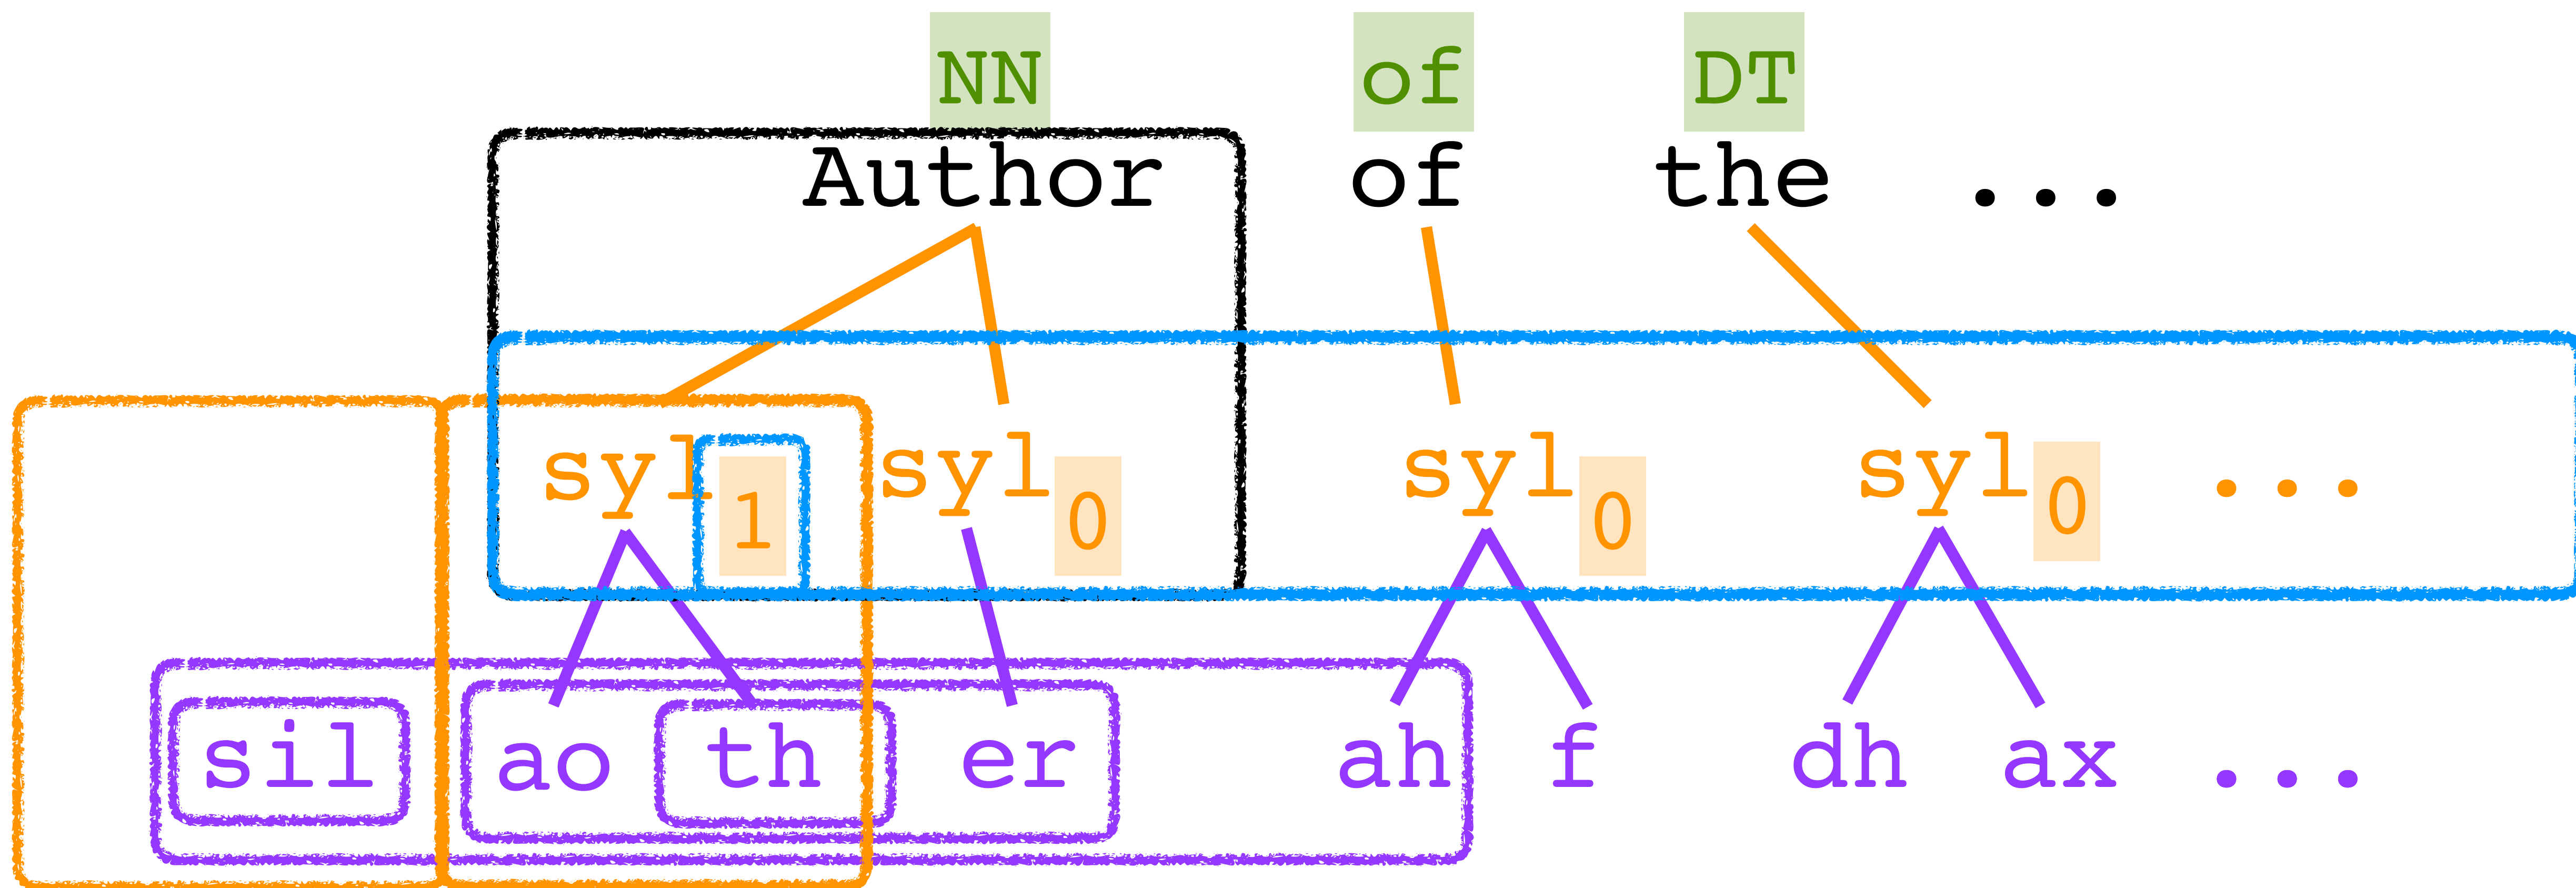 NN of DT
Author of the ...
syl1 syl0 syl0 syl0 ...
sil ao th er ah f dh ax ...